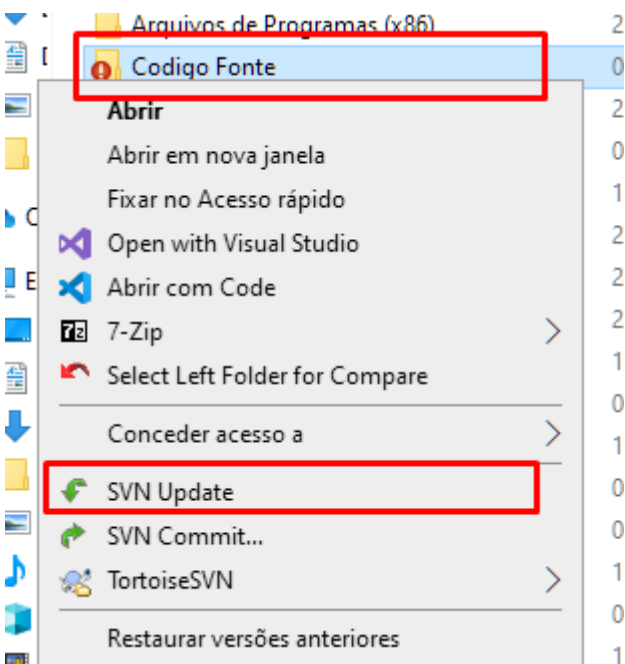 Arquivos de Programas (x86)
Codigo Fonte
Abrir
Abrir em nova janela
Fixar no Acesso rápido
Open with Visual Studio
Abrir com Code
7-Zip
Select Left Folder for Compare
Conceder acesso a
SVN Update
SVN Commit...
TortoiseSVN
Restaurar versões anteriores